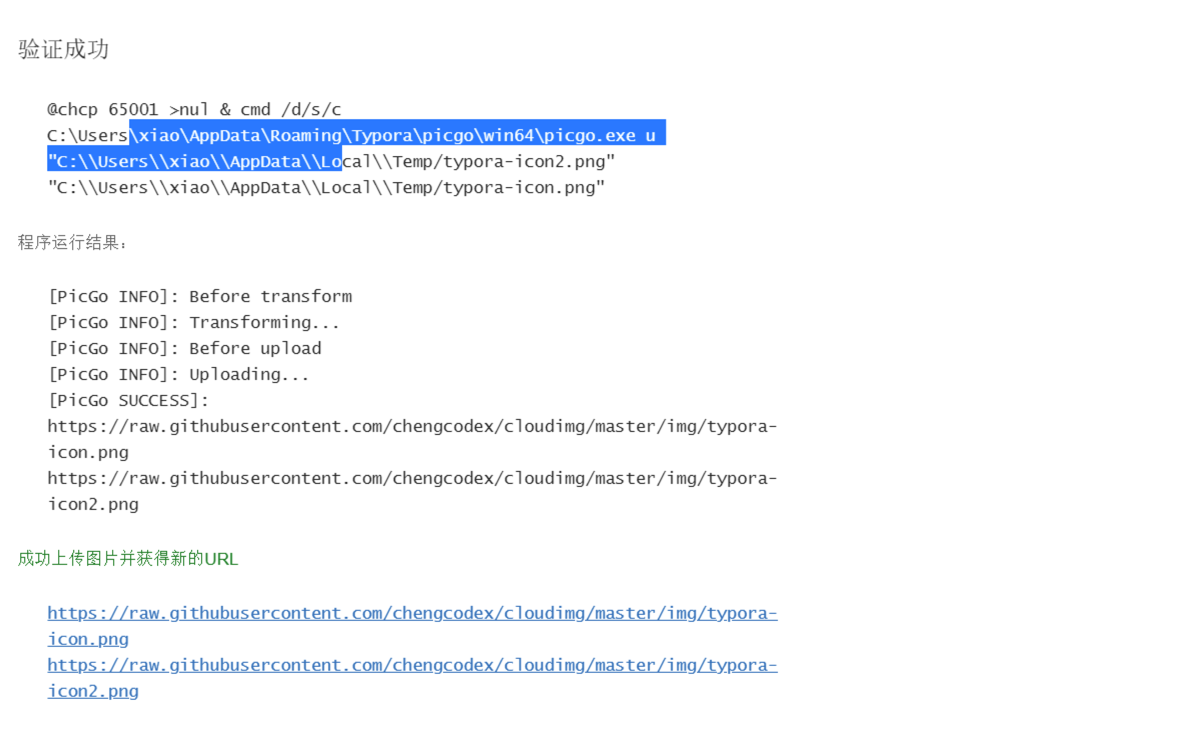 验证成功
@chcp 65001 >nul & cmd /d/s/c
C:\Users\xiao\AppData\Roaming\Typora\picgo\win64\picgo.exe u
"C:\\Users\\xiao\\AppData\\Local\\Temp/typora-icon2.png"
"C:\\Users\\xiao\\AppData\\Local\\Temp/typora-icon.png"
程序运行结果：
[PicGo INFO]: Before transform
[PicGo INFO]: Transforming...
[PicGo INFO]: Before upload
[PicGo INFO]: Uploading...
[PicGo SUCCESS]:
https://raw.githubusercontent.com/chengcodex/cloudimg/master/img/typora-
icon.png
https://raw.githubusercontent.com/chengcodex/cloudimg/master/img/typora-
icon2.png
成功上传图片并获得新的URL
https://raw.githubusercontent.com/chengcodex/cloudimg/master/img/typora-
icon.png
https://raw.githubusercontent.com/chengcodex/cloudimg/master/img/typora-
icon2.png